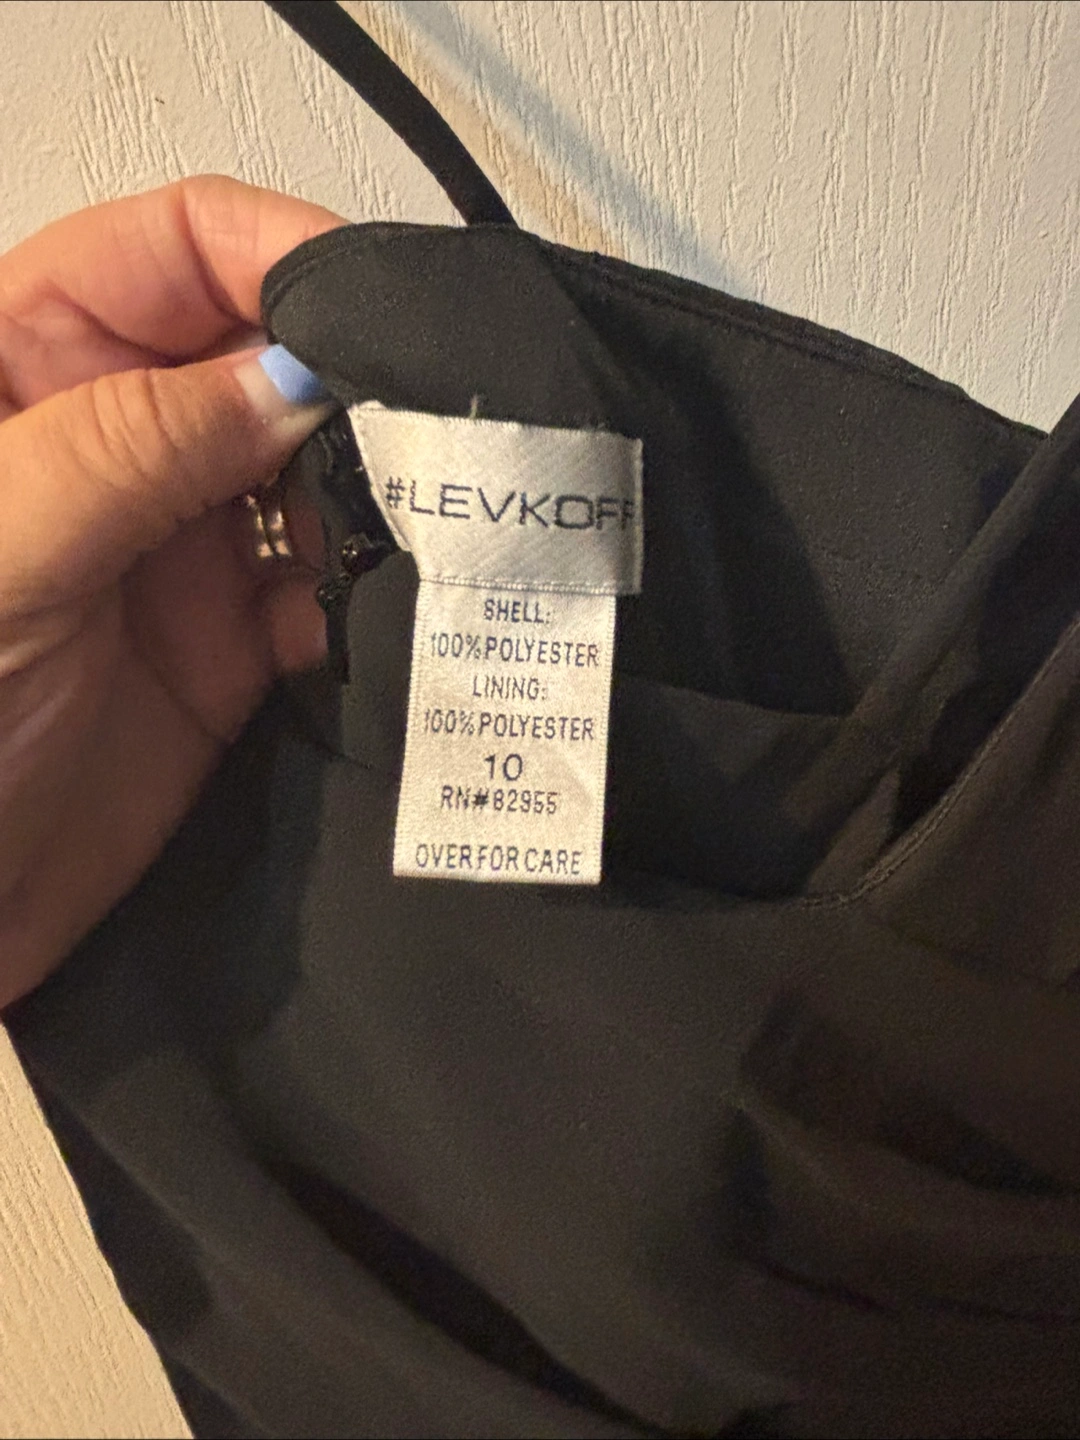 #LEVKOFF
SHELL:
100%POLYESTER
LINING:
100%POLYESTER
10
RN#82955
OVER FOR CARE